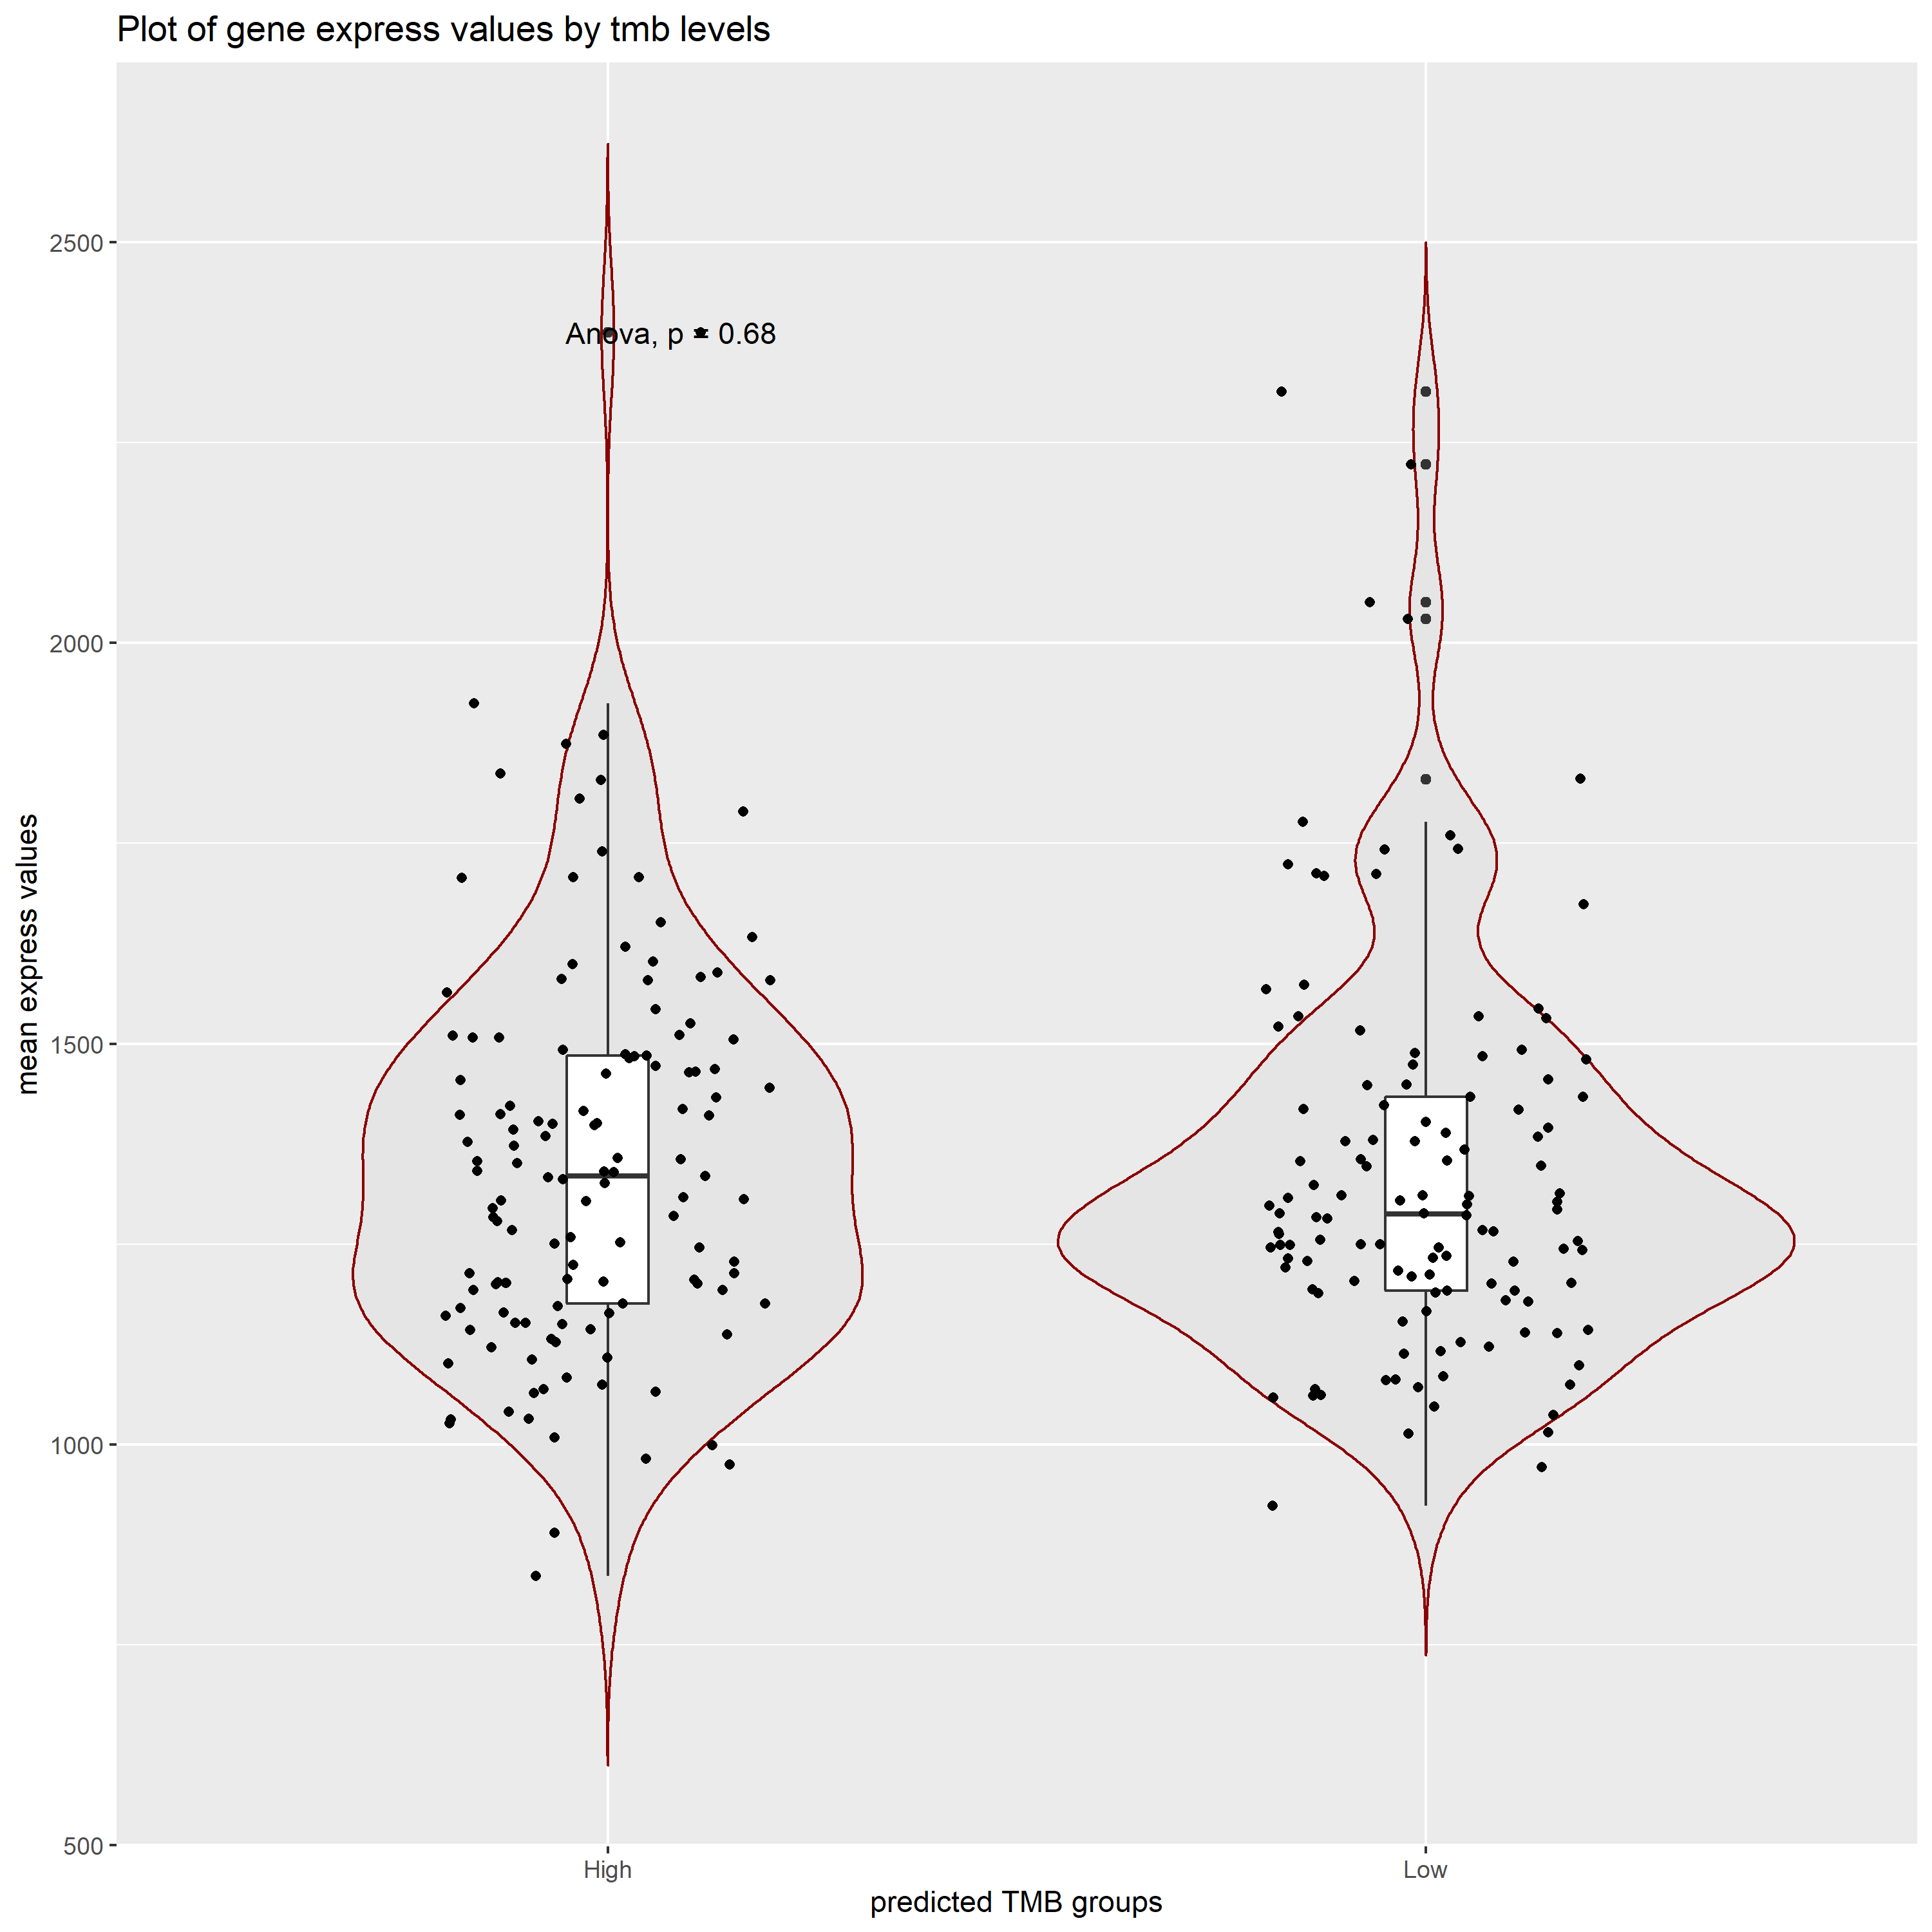 Plot of gene express values by tmb levels
mean express values
2500
2000
1500
1000
500
Anova, p = 0.68
High
Low
predicted TMB groups